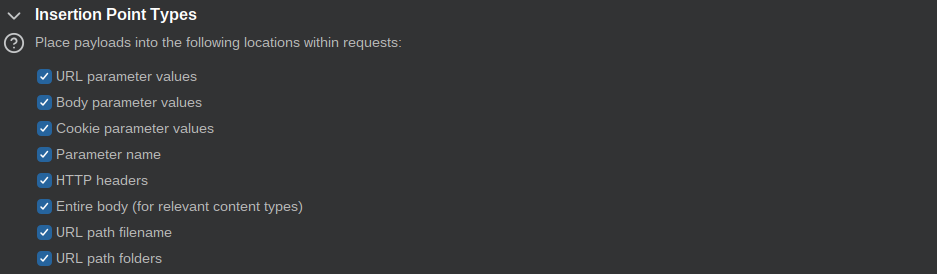 Insertion Point Types
Place payloads into the following locations within requests:
URL parameter values
Body parameter values
Cookie parameter values
Parameter name
HTTP headers
Entire body (for relevant content types)
URL path filename
URL path folders